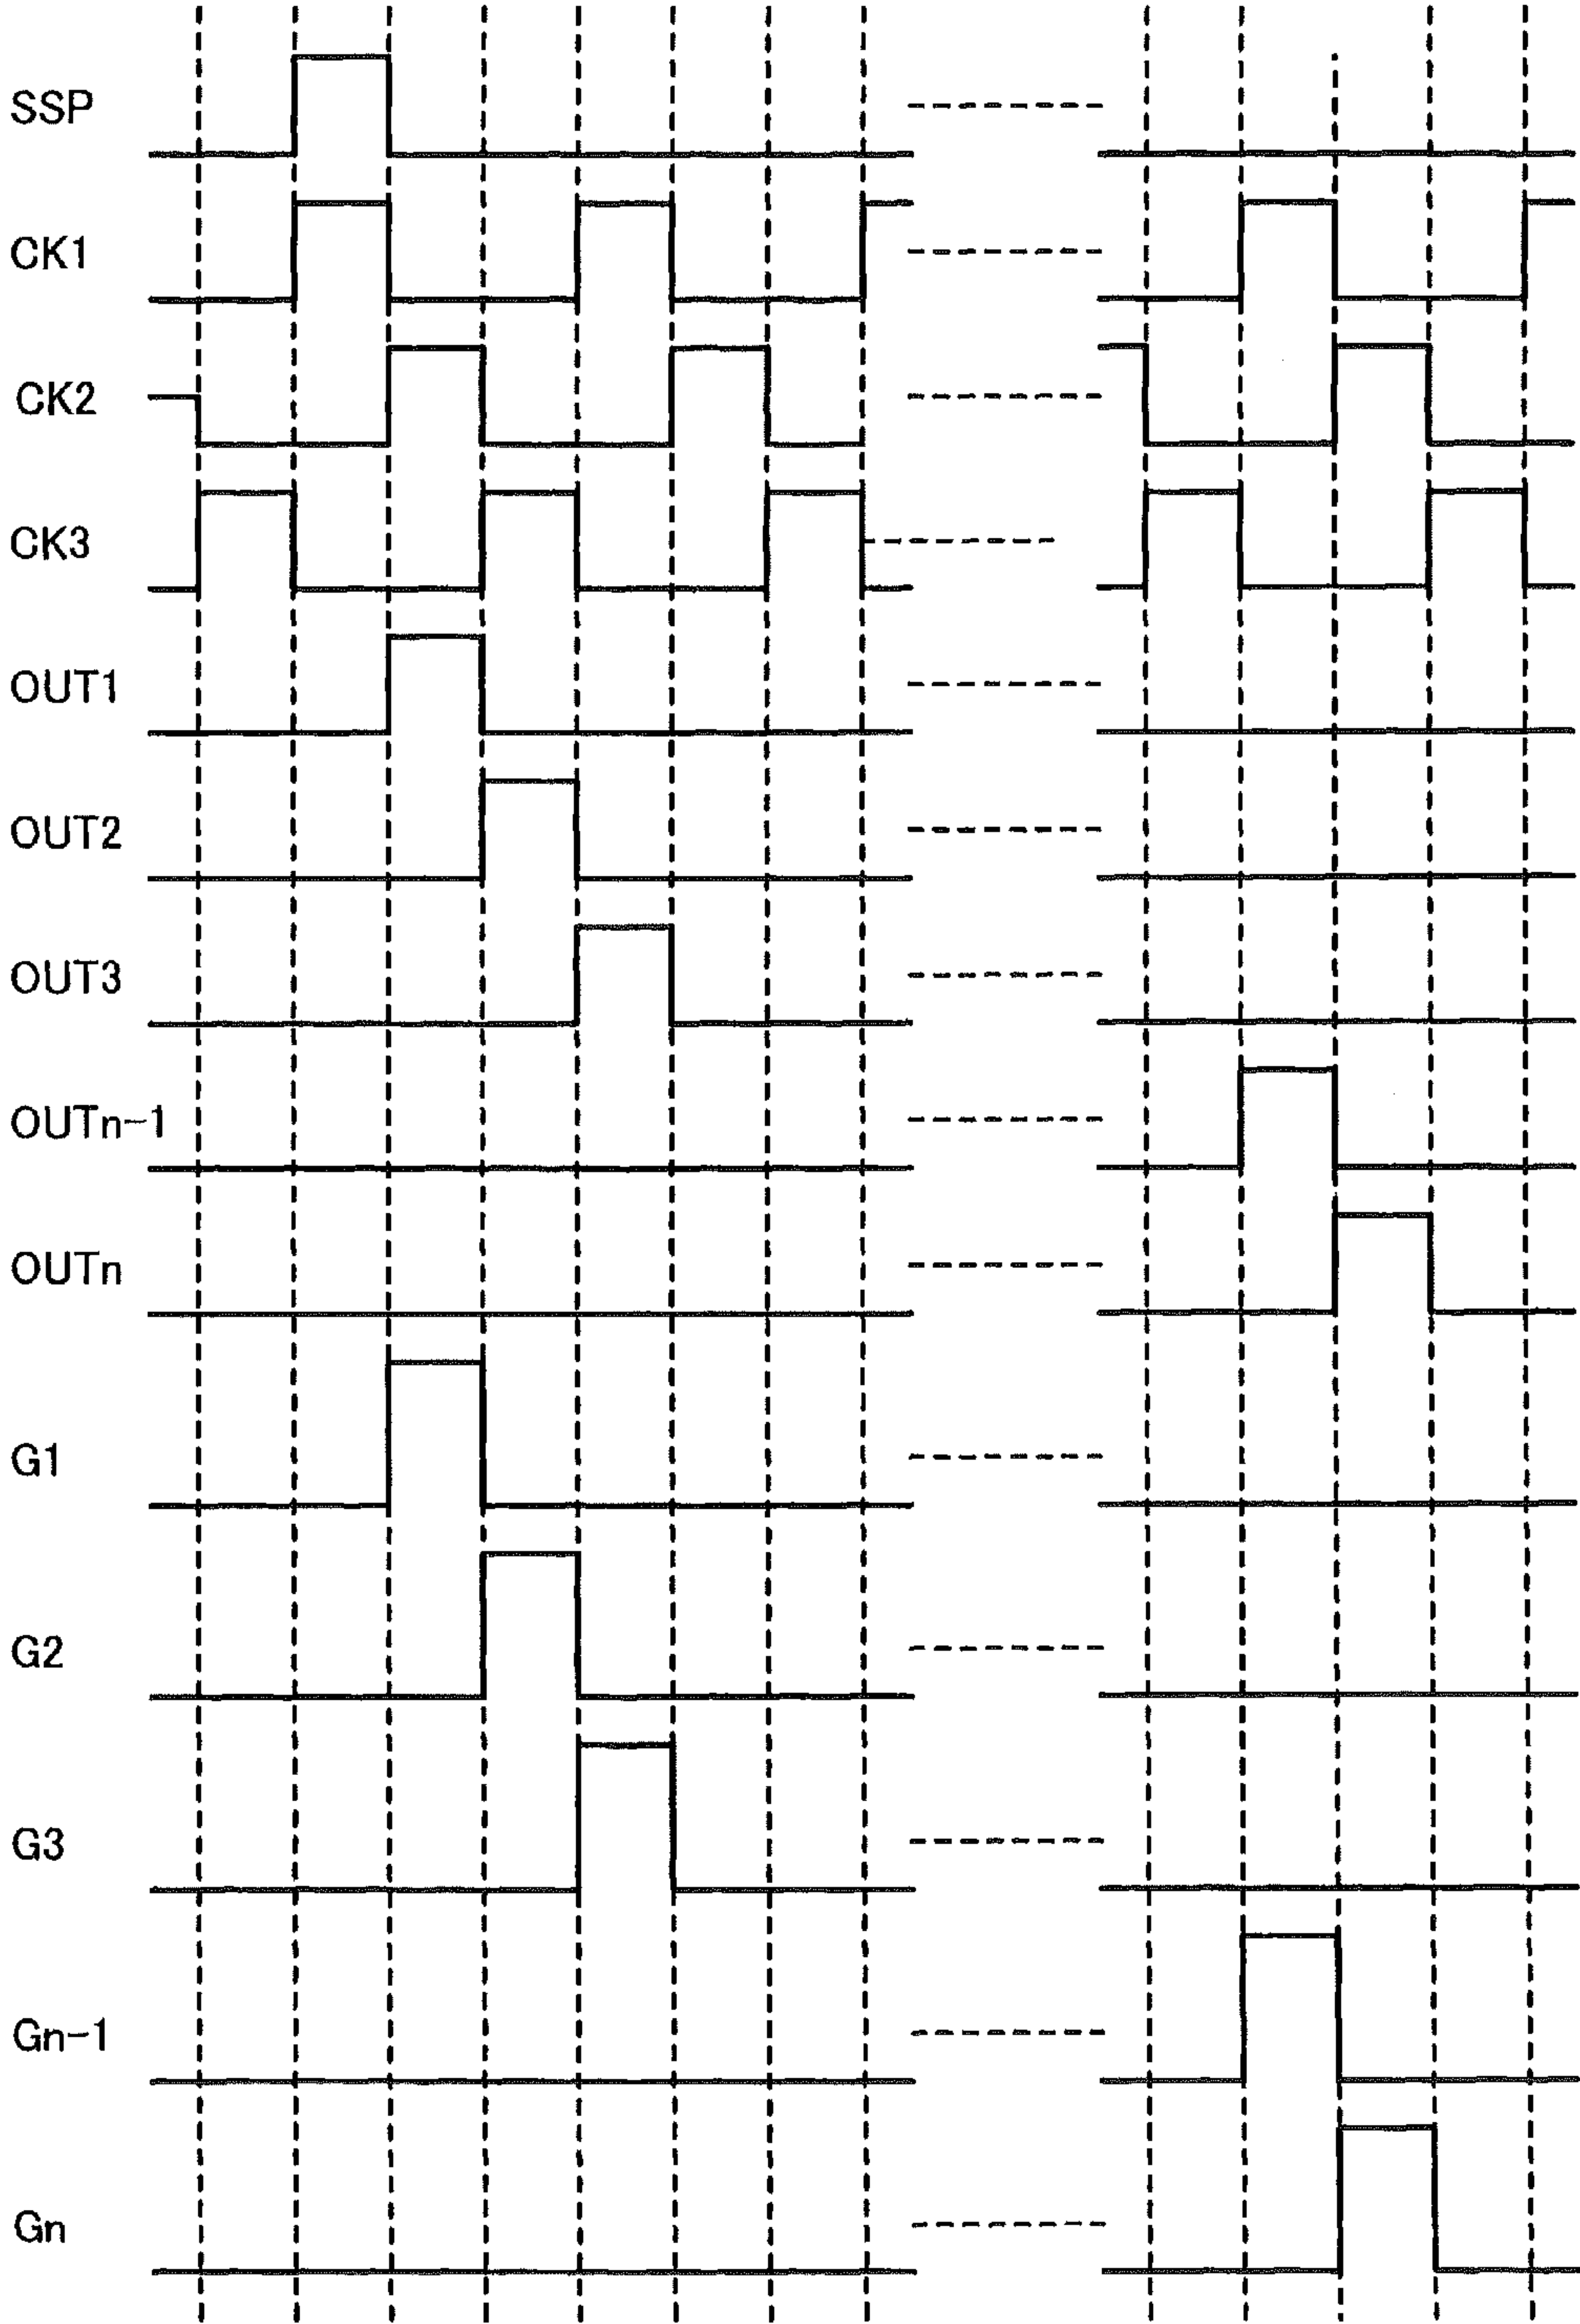 SSP
CK1
CK2
CK3
OUT1
OUT2
OUT3
OUTn-1
OUTn
G1
G2
G3
Gn-1
Gn